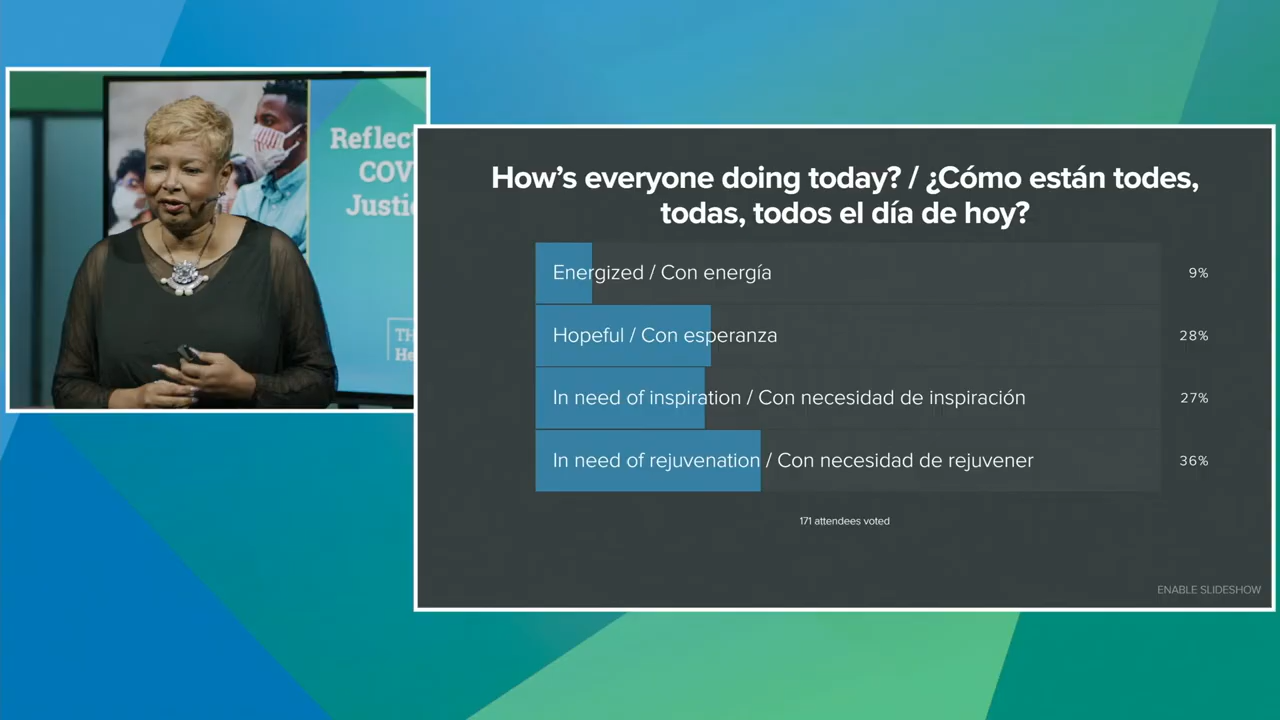 Reflec
COV
Justi
TH
He
How's everyone doing today? / ¿Cómo están todes,
todas, todos el día de hoy?
Energized / Con energía
9%
Hopeful / Con esperanza
28%
In need of inspiration / Con necesidad de inspiración
27%
In need of rejuvenation / Con necesidad de rejuvener
36%
171 attendees voted
ENABLE SLIDESHOW